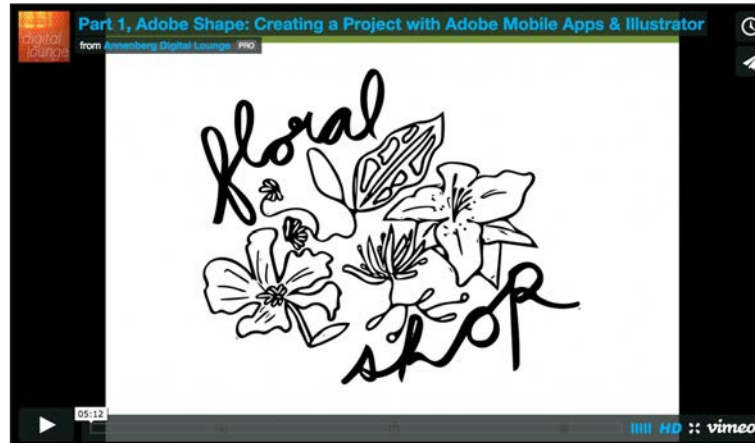 digital
lounge
Part 1, Adobe Shape: Creating a Project with Adobe Mobile Apps & Illustrator
from Annenberg Digital Lounge PRO
floral
shop
05:12
HD vimeo